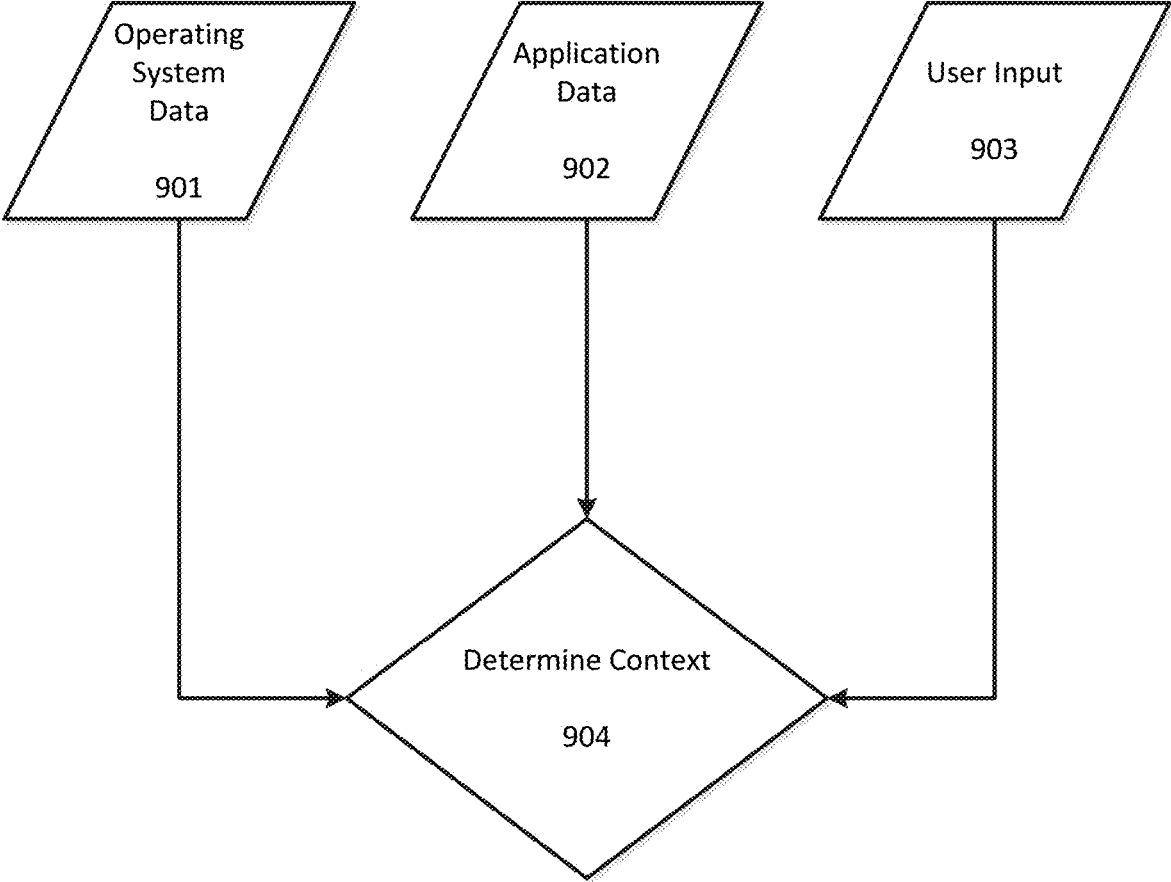 Operating
System
Data
901
Application
Data
902
User Input
903
Determine Context
904